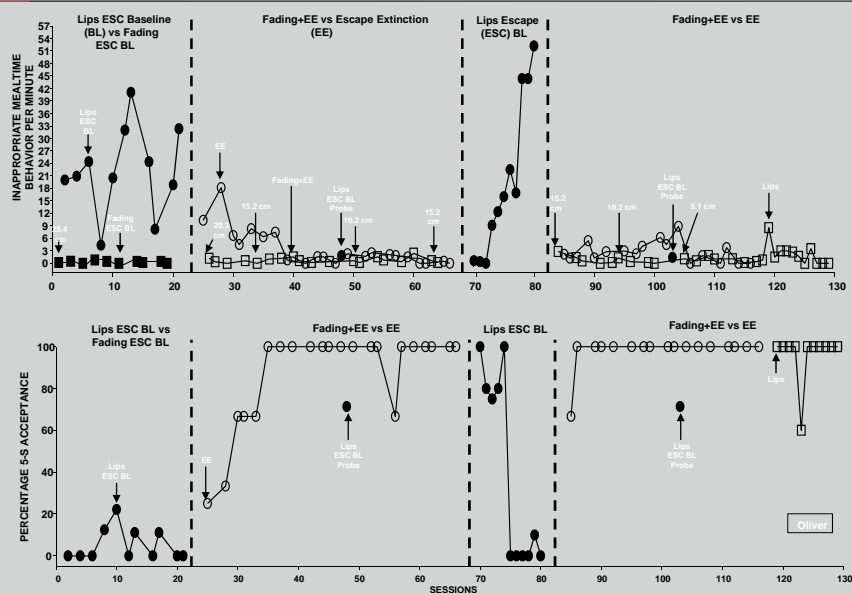 Lips ESC Baseline
(BL) vs Fading
ESC BL
Fading+EE vs Escape Extinction
(EE)
Lips Escape
(ESC) BL
Fading+EE vs EE
INAPPROPRIATE MEALTIME
BEHAVIOR PER MINUTE
57
54
51
48
45
42
39
36
33
30
27
24
21
18
15
12
9
6
3
0
Lips
ESC
BL
Fading
ESC BL
cm
EE
20.3
cm
15.2 cm
Fading+EE
Lips
ESC BL
Probe
10.2 cm
15.2
cm
15.2
cm
10.2 cm
Lips
ESC BL
Probe
5.1 cm
Lips
0 10 20 30 40 50 60 70 80 90 100 110 120 130
Lips ESC BL vs
Fading ESC BL
Fading+EE vs EE
Lips ESC BL
Fading+EE vs EE
PERCENTAGE 5-S ACCEPTANCE
100
80
60
40
20
0
Lips
ESC BL
EE
Lips
ESC BL
Probe
Lips
ESC BL
Probe
Lips
Oliver
0 10 20 30 40 50 60 70 80 90 100 110 120 130
SESSIONS